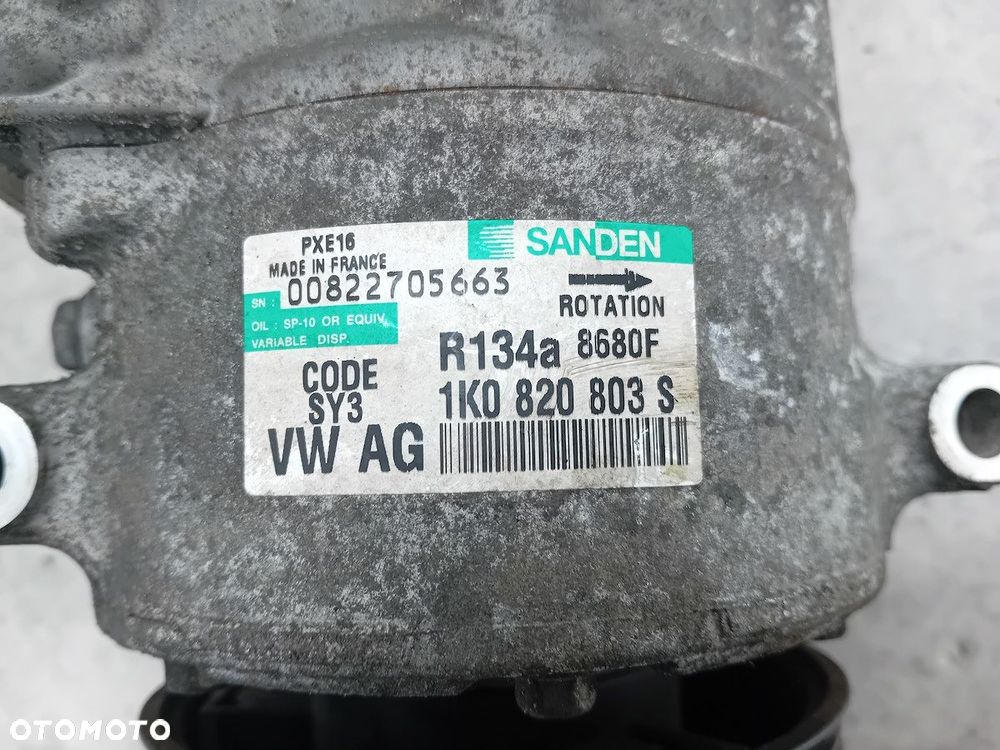 PXE16
SANDEN
MADE IN FRANCE
SN : 00822705663
ROTATION
OIL : SP-10 OR EQUIV.
VARIABLE DISP.
R134a 8680F
CODE
SY3
1K0 820 803 S
VW AG
OTOMOTO